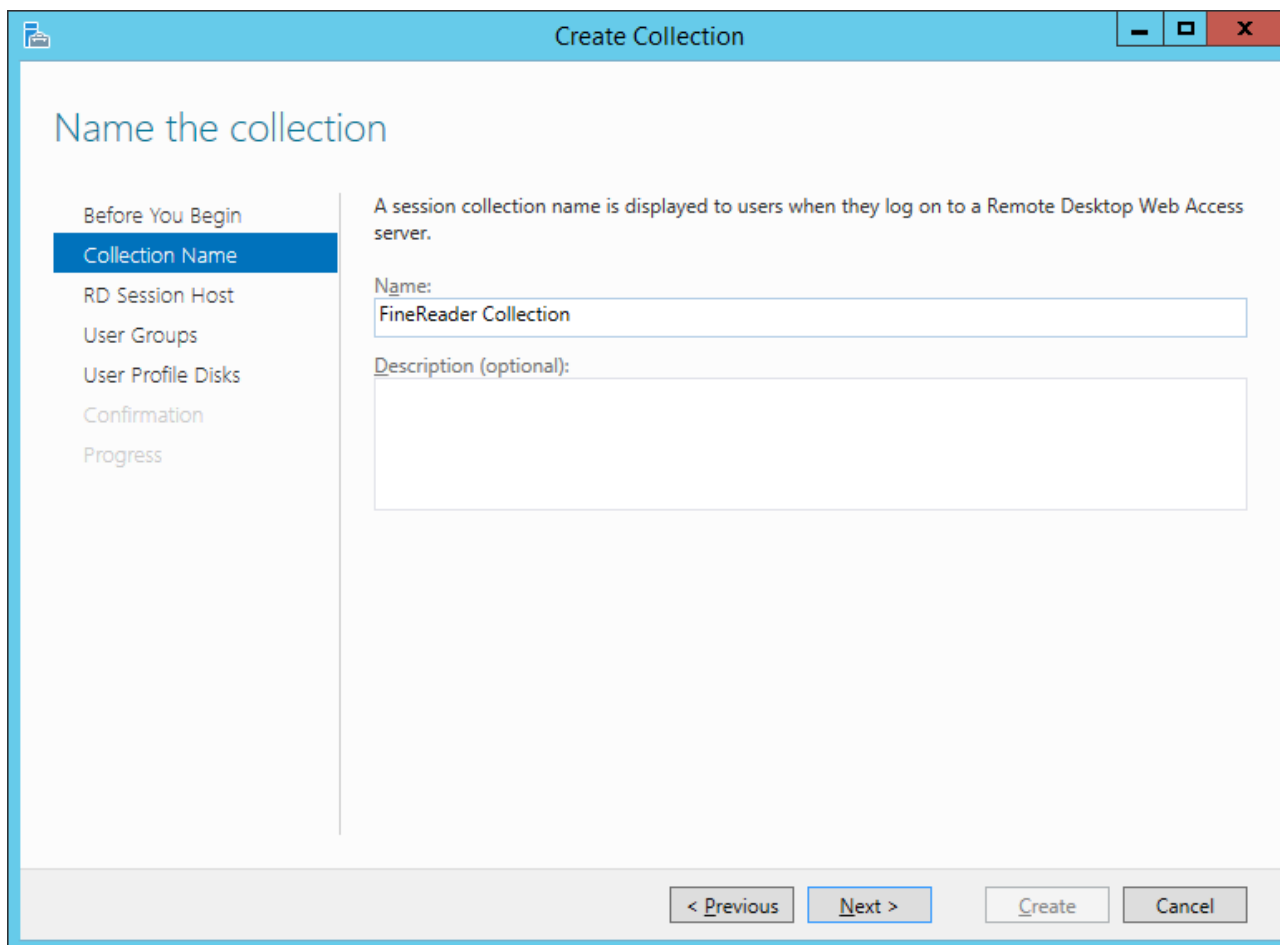 Create Collection
X
Name the collection
Before You Begin
Collection Name
RD Session Host
User Groups
User Profile Disks
Confirmation
Progress
A session collection name is displayed to users when they log on to a Remote Desktop Web Access
server.
Name:
FineReader Collection
Description (optional):
< Previous
Next >
Create
Cancel